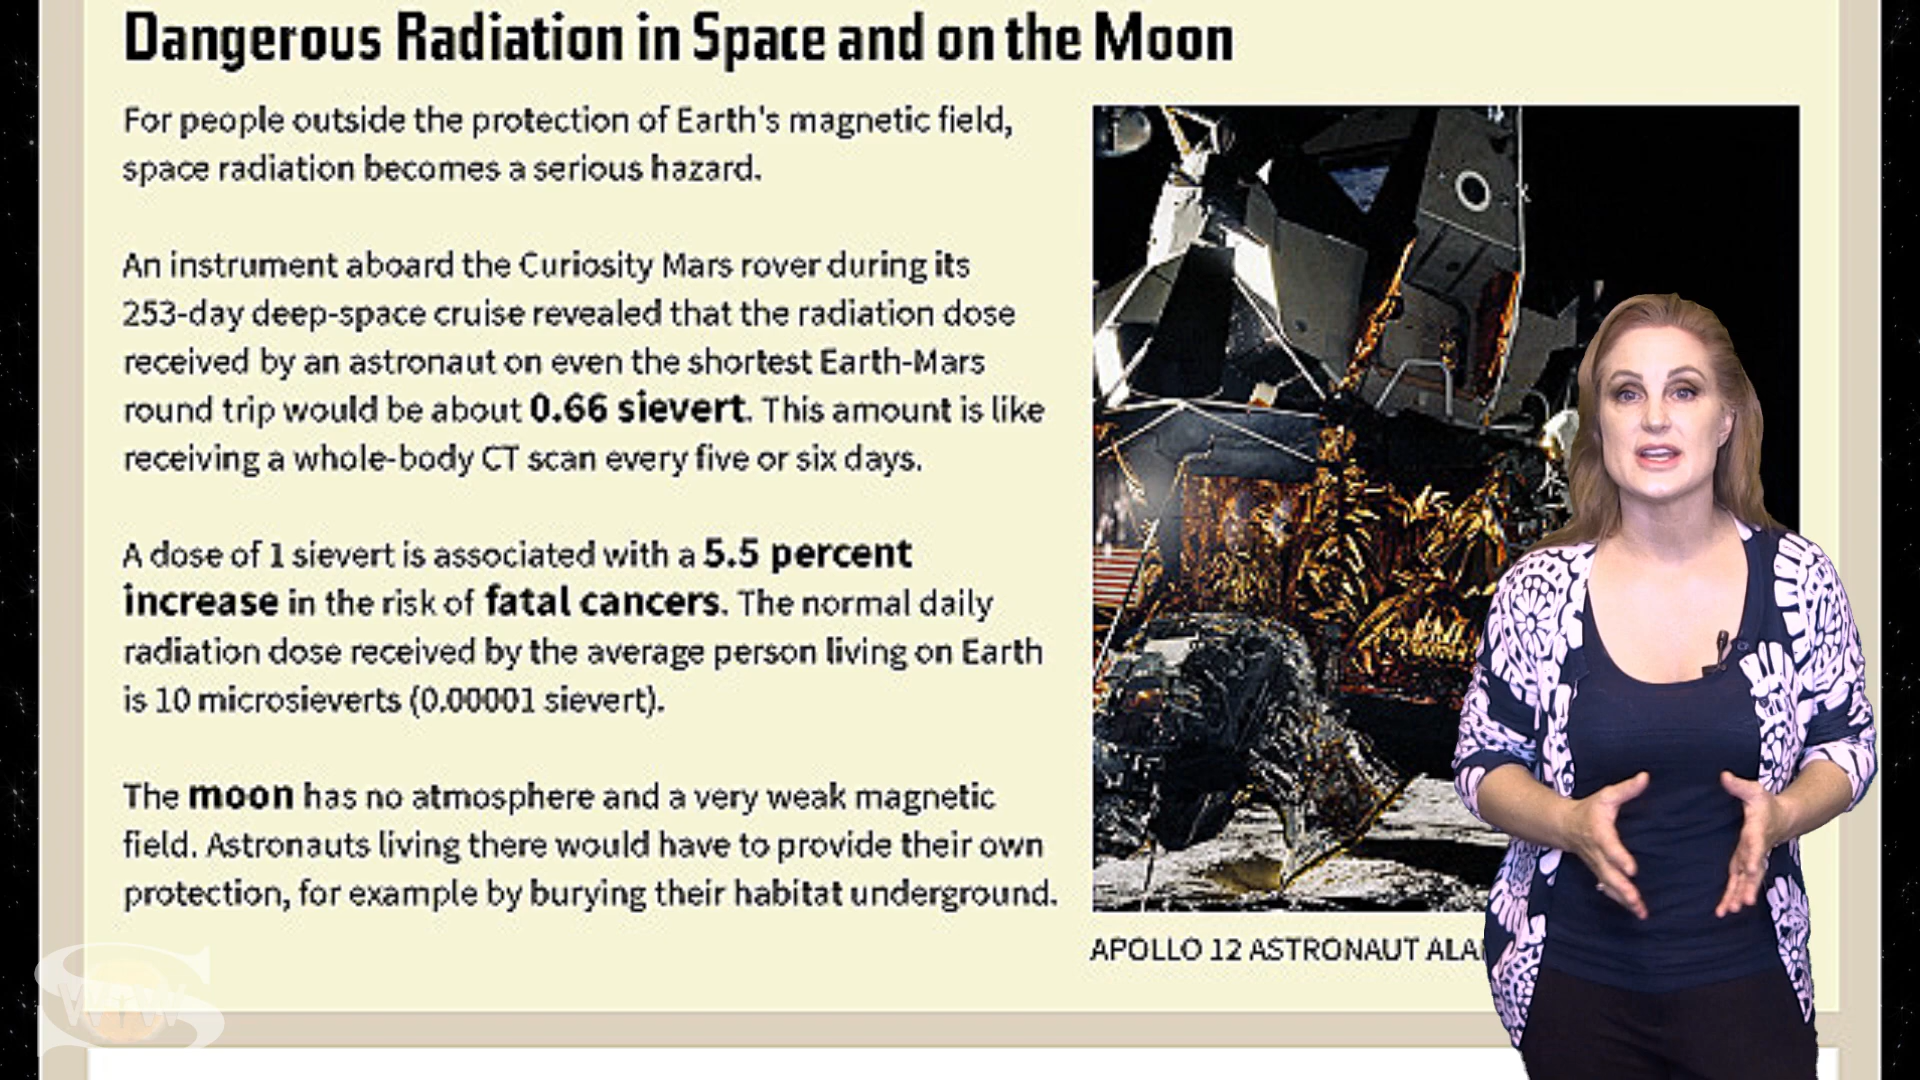 Dangerous Radiation in Space and on the Moon
For people outside the protection of Earth's magnetic field,
space radiation becomes a serious hazard.
An instrument aboard the Curiosity Mars rover during its
253-day deep-space cruise revealed that the radiation dose
received by an astronaut on even the shortest Earth-Mars
round trip would be about 0.66 sievert. This amount is like
receiving a whole-body CT scan every five or six days.
A dose of 1 sievert is associated with a 5.5 percent
increase in the risk of fatal cancers. The normal daily
radiation dose received by the average person living on Earth
is 10 microsieverts (0.00001 sievert).
The moon has no atmosphere and a very weak magnetic
field. Astronauts living there would have to provide their own
protection, for example by burying their habitat underground.
APOLLO 12 ASTRONAUT